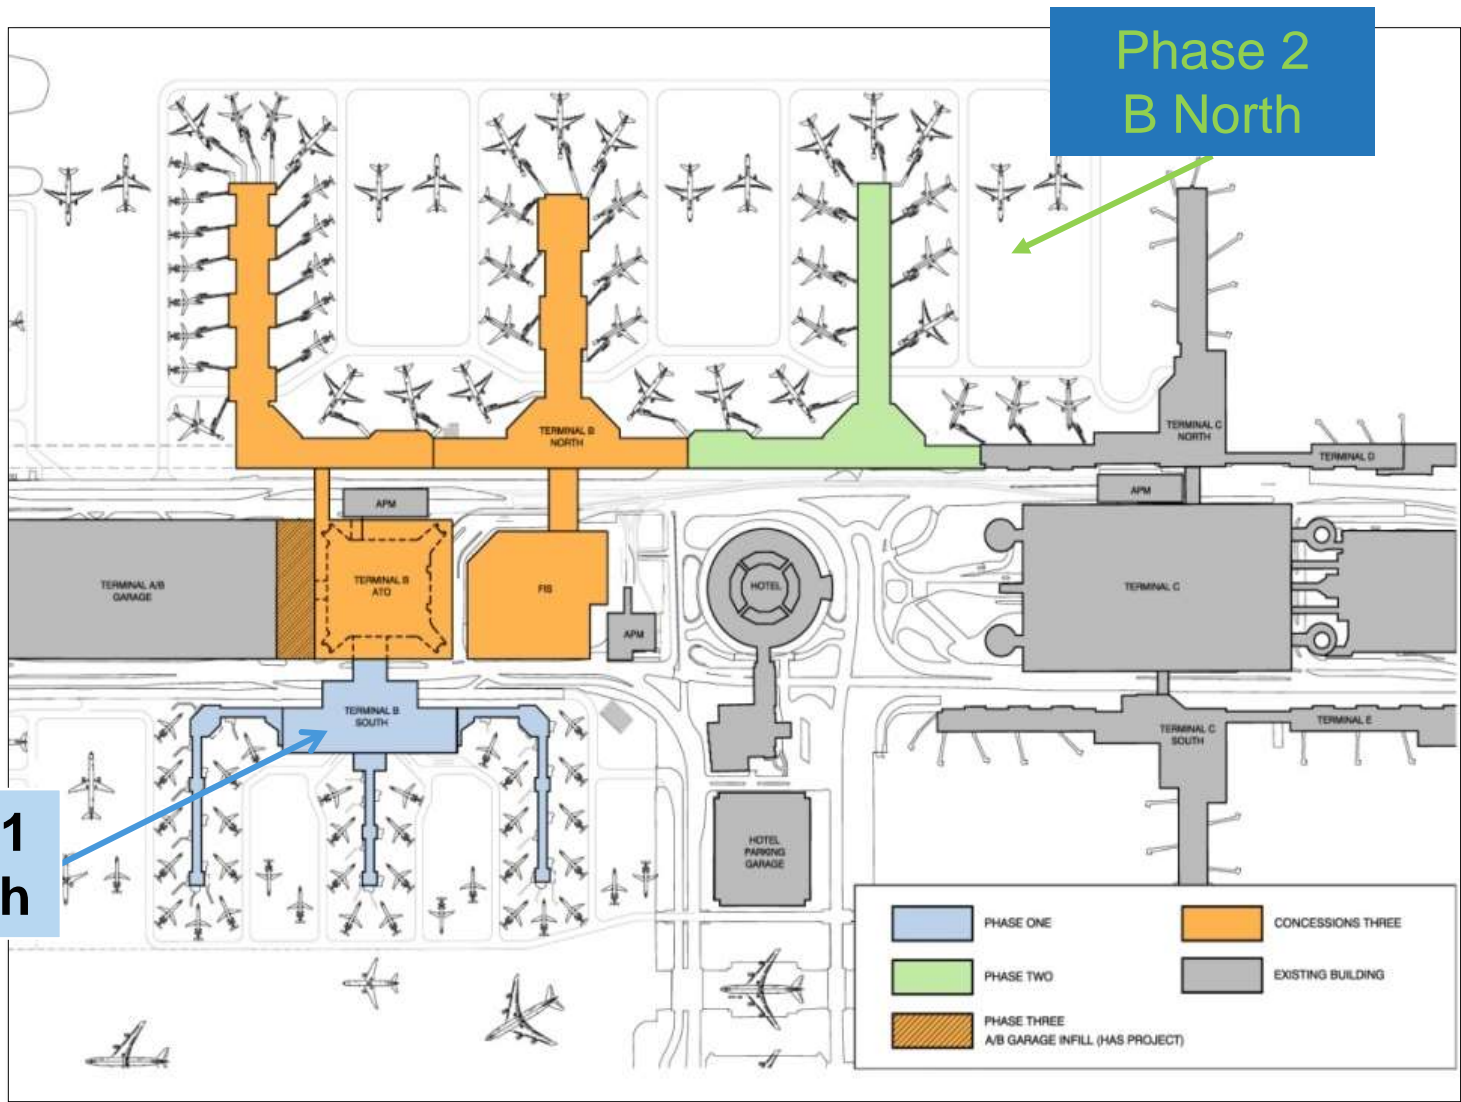 Phase 2
B North
TERMINAL B
NORTH
TERMINAL C
NORTH
TERMINAL D
APM
APM
TERMINAL A/B
GARAGE
TERMINAL B
ATO
FIS
HOTEL
TERMINAL C
APM
TERMINAL B
SOUTH
TERMINAL C
SOUTH
TERMINAL E
1
h
HOTEL
PARKING
GARAGE
PHASE ONE
CONCESSIONS THREE
PHASE TWO
EXISTING BUILDING
PHASE THREE
A/B GARAGE INFILL (HAS PROJECT)